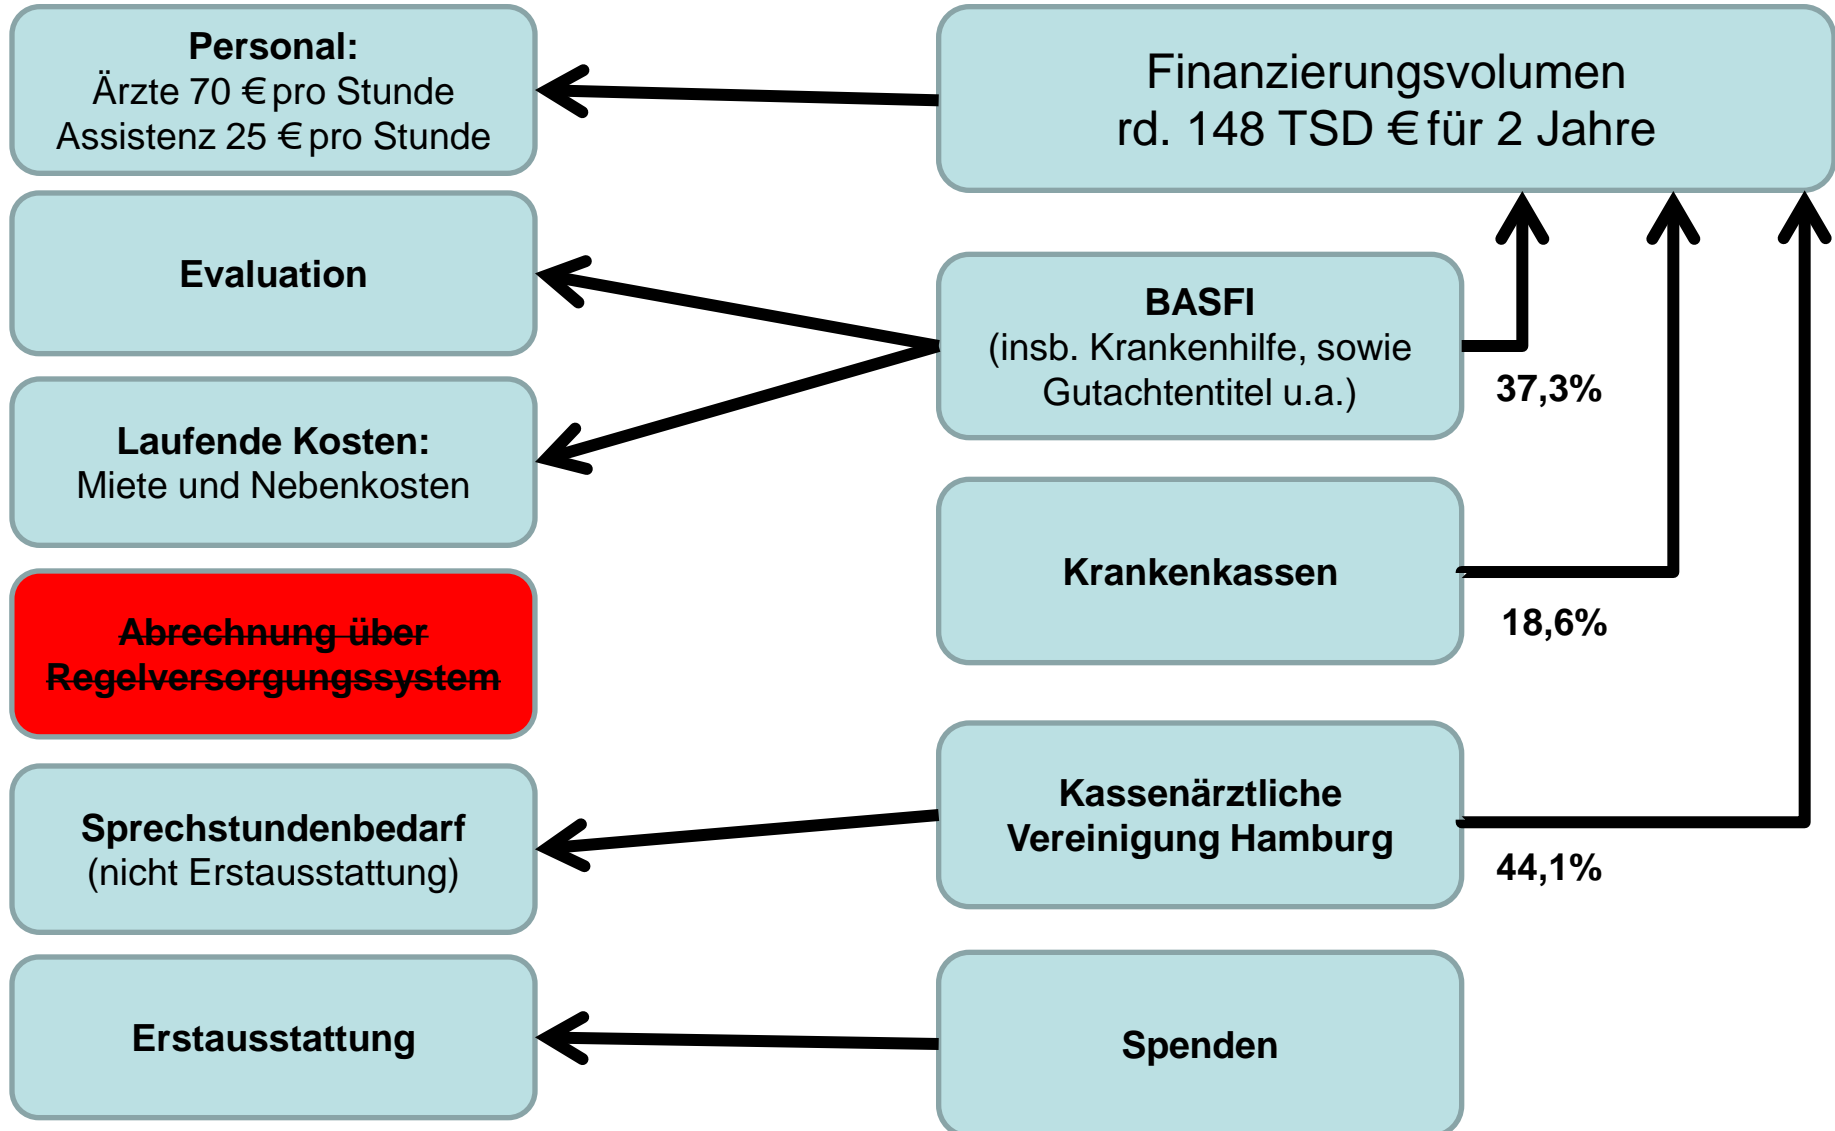 Personal:
Ärzte 70 € pro Stunde
Assistenz 25 € pro Stunde
Finanzierungsvolumen
rd. 148 TSD € für 2 Jahre
Evaluation
BASFI
(insb. Krankenhilfe, sowie
Gutachtentitel u.a.)
37,3%
Laufende Kosten:
Miete und Nebenkosten
Krankenkassen
18,6%
Abrechnung über
Regelversorgungssystem
Kassenärztliche
Vereinigung Hamburg
44,1%
Sprechstundenbedarf
(nicht Erstausstattung)
Erstausstattung
Spenden